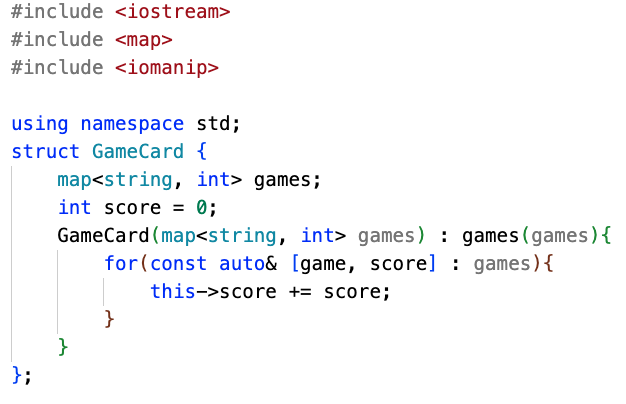 #include <iostream>
#include <map>
#include <iomanip>
using namespace std;
struct GameCard {
map<string, int> games;
int score = 0;
GameCard(map<string, int> games) : games(games){
for(const auto& [game, score] : games){
this->score += score;
}
}
};